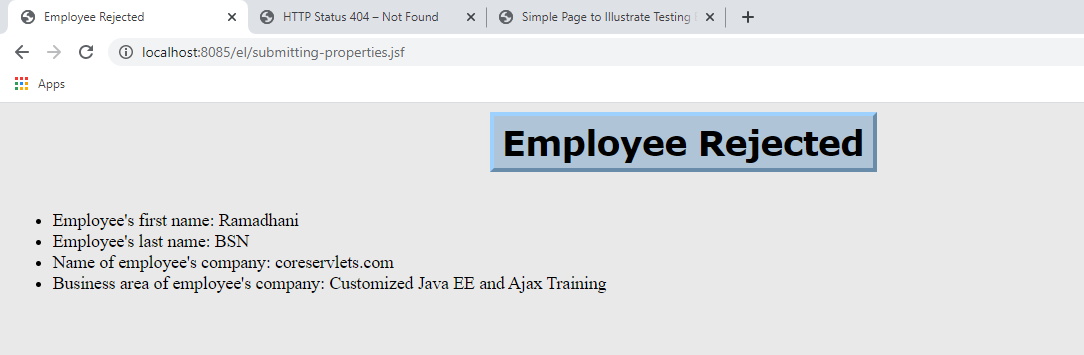 Employee Rejected
HTTP Status 404 – Not Found
Simple Page to Illustrate Testing
localhost:8085/el/submitting-properties.jsf
Apps
Employee Rejected
Employee's first name: Ramadhani
Employee's last name: BSN
Name of employee's company: coreservlets.com
Business area of employee's company: Customized Java EE and Ajax Training